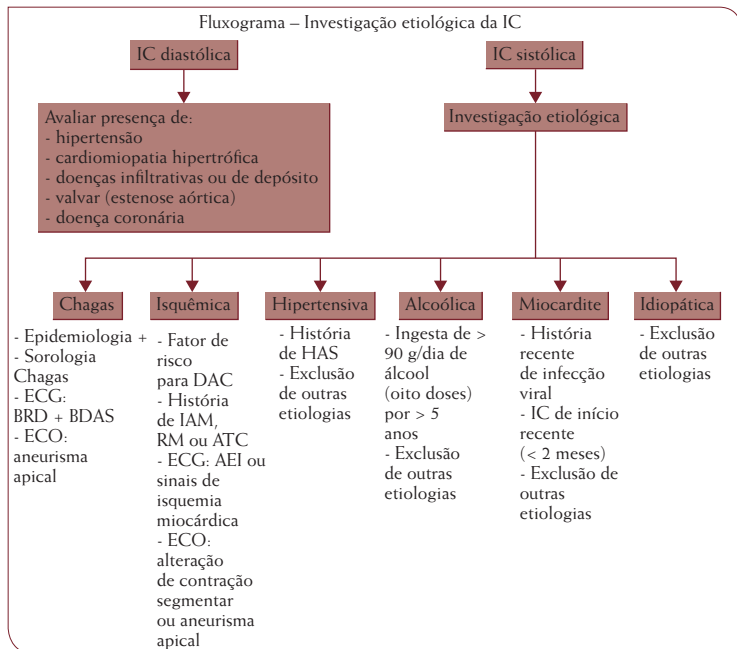 Fluxograma – Investigação etiológica da IC
IC diastólica
IC sistólica
Avaliar presença de:
- hipertensão
- cardiomiopatia hipertrófica
- doenças infiltrativas ou de depósito
- valvar (estenose aórtica)
- doença coronária
Investigação etiológica
Chagas
- Epidemiologia +
- Sorologia
Chagas
- ECG:
BRD + BDAS
- ECO:
aneurisma
apical
Isquêmica
- Fator de
risco
para DAC
- História
de IAM,
RM ou ATC
- ECG: AEI ou
sinais de
isquemia
miocárdica
- ECO:
alteração
de contração
segmentar
ou aneurisma
apical
Hipertensiva
- História
de HAS
- Exclusão
de outras
etiologias
Alcoólica
- Ingesta de >
90 g/dia de
álcool
(oito doses)
por > 5
anos
- Exclusão
de outras
etiologias
Miocardite
- História
recente
de infecção
viral
- IC de início
recente
(< 2 meses)
- Exclusão de
outras
etiologias
Idiopática
- Exclusão
de outras
etiologias